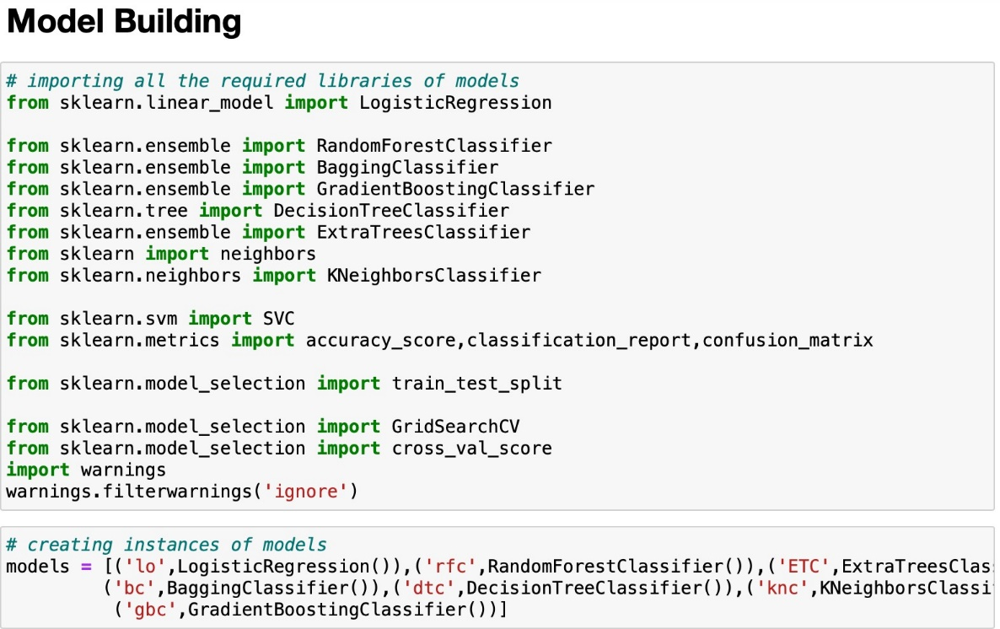 Model Building
# importing all the required libraries of models
from sklearn.linear_model import LogisticRegression
from sklearn.ensemble import RandomForestClassifier
from sklearn.ensemble import BaggingClassifier
from sklearn.ensemble import GradientBoostingClassifier
from sklearn.tree import DecisionTreeClassifier
from sklearn.ensemble import ExtraTreesClassifier
from sklearn import neighbors
from sklearn.neighbors import KNeighborsClassifier
from sklearn.svm import SVC
from sklearn.metrics import accuracy_score,classification_report,confusion_matrix
from sklearn.model_selection import train_test_split
from sklearn.model_selection import GridSearchCV
from sklearn.model_selection import cross_val_score
import warnings
warnings.filterwarnings('ignore')
# creating instances of models
models = [('lo',LogisticRegression()),('rfc',RandomForestClassifier()),('ETC',ExtraTreesClas
('bc',BaggingClassifier()),('dtc',DecisionTreeClassifier()),('knc',KNeighborsClassi
('gbc',GradientBoostingClassifier())]